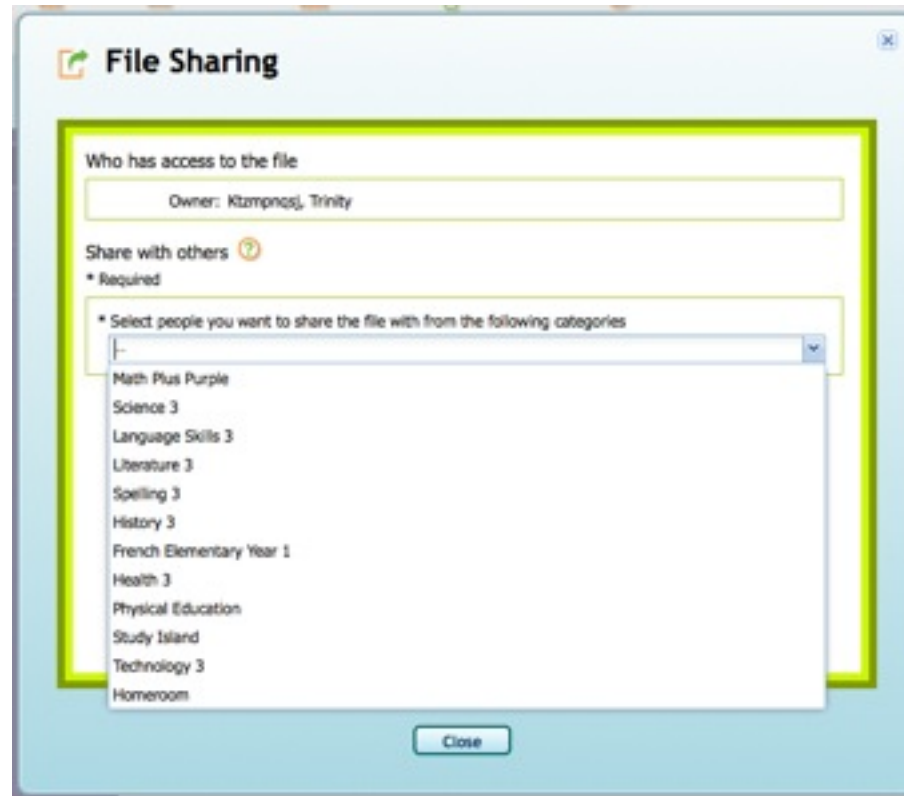 File Sharing
Who has access to the file
Owner: Ktzmpnqsj, Trinity
Share with others ?
* Required
* Select people you want to share the file with from the following categories
--
Math Plus Purple
Science 3
Language Skills 3
Literature 3
Spelling 3
History 3
French Elementary Year 1
Health 3
Physical Education
Study Island
Technology 3
Homeroom
Close